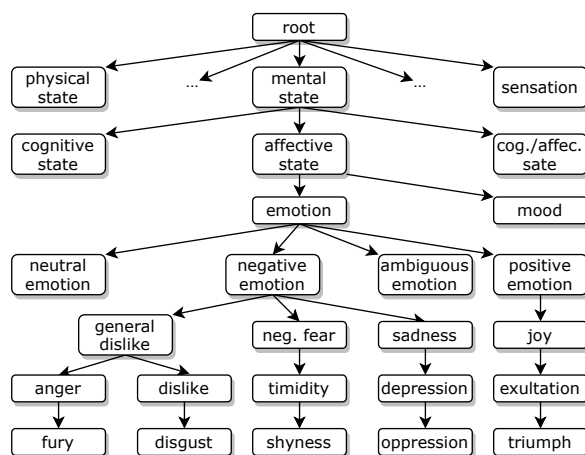 root
physical
state
...
mental
state
...
sensation
cognitive
state
affective
state
cog./affec.
sate
emotion
mood
neutral
emotion
negative
emotion
ambiguous
emotion
positive
emotion
general
dislike
neg. fear
sadness
joy
anger
dislike
timidity
depression
exultation
fury
disgust
shyness
oppression
triumph